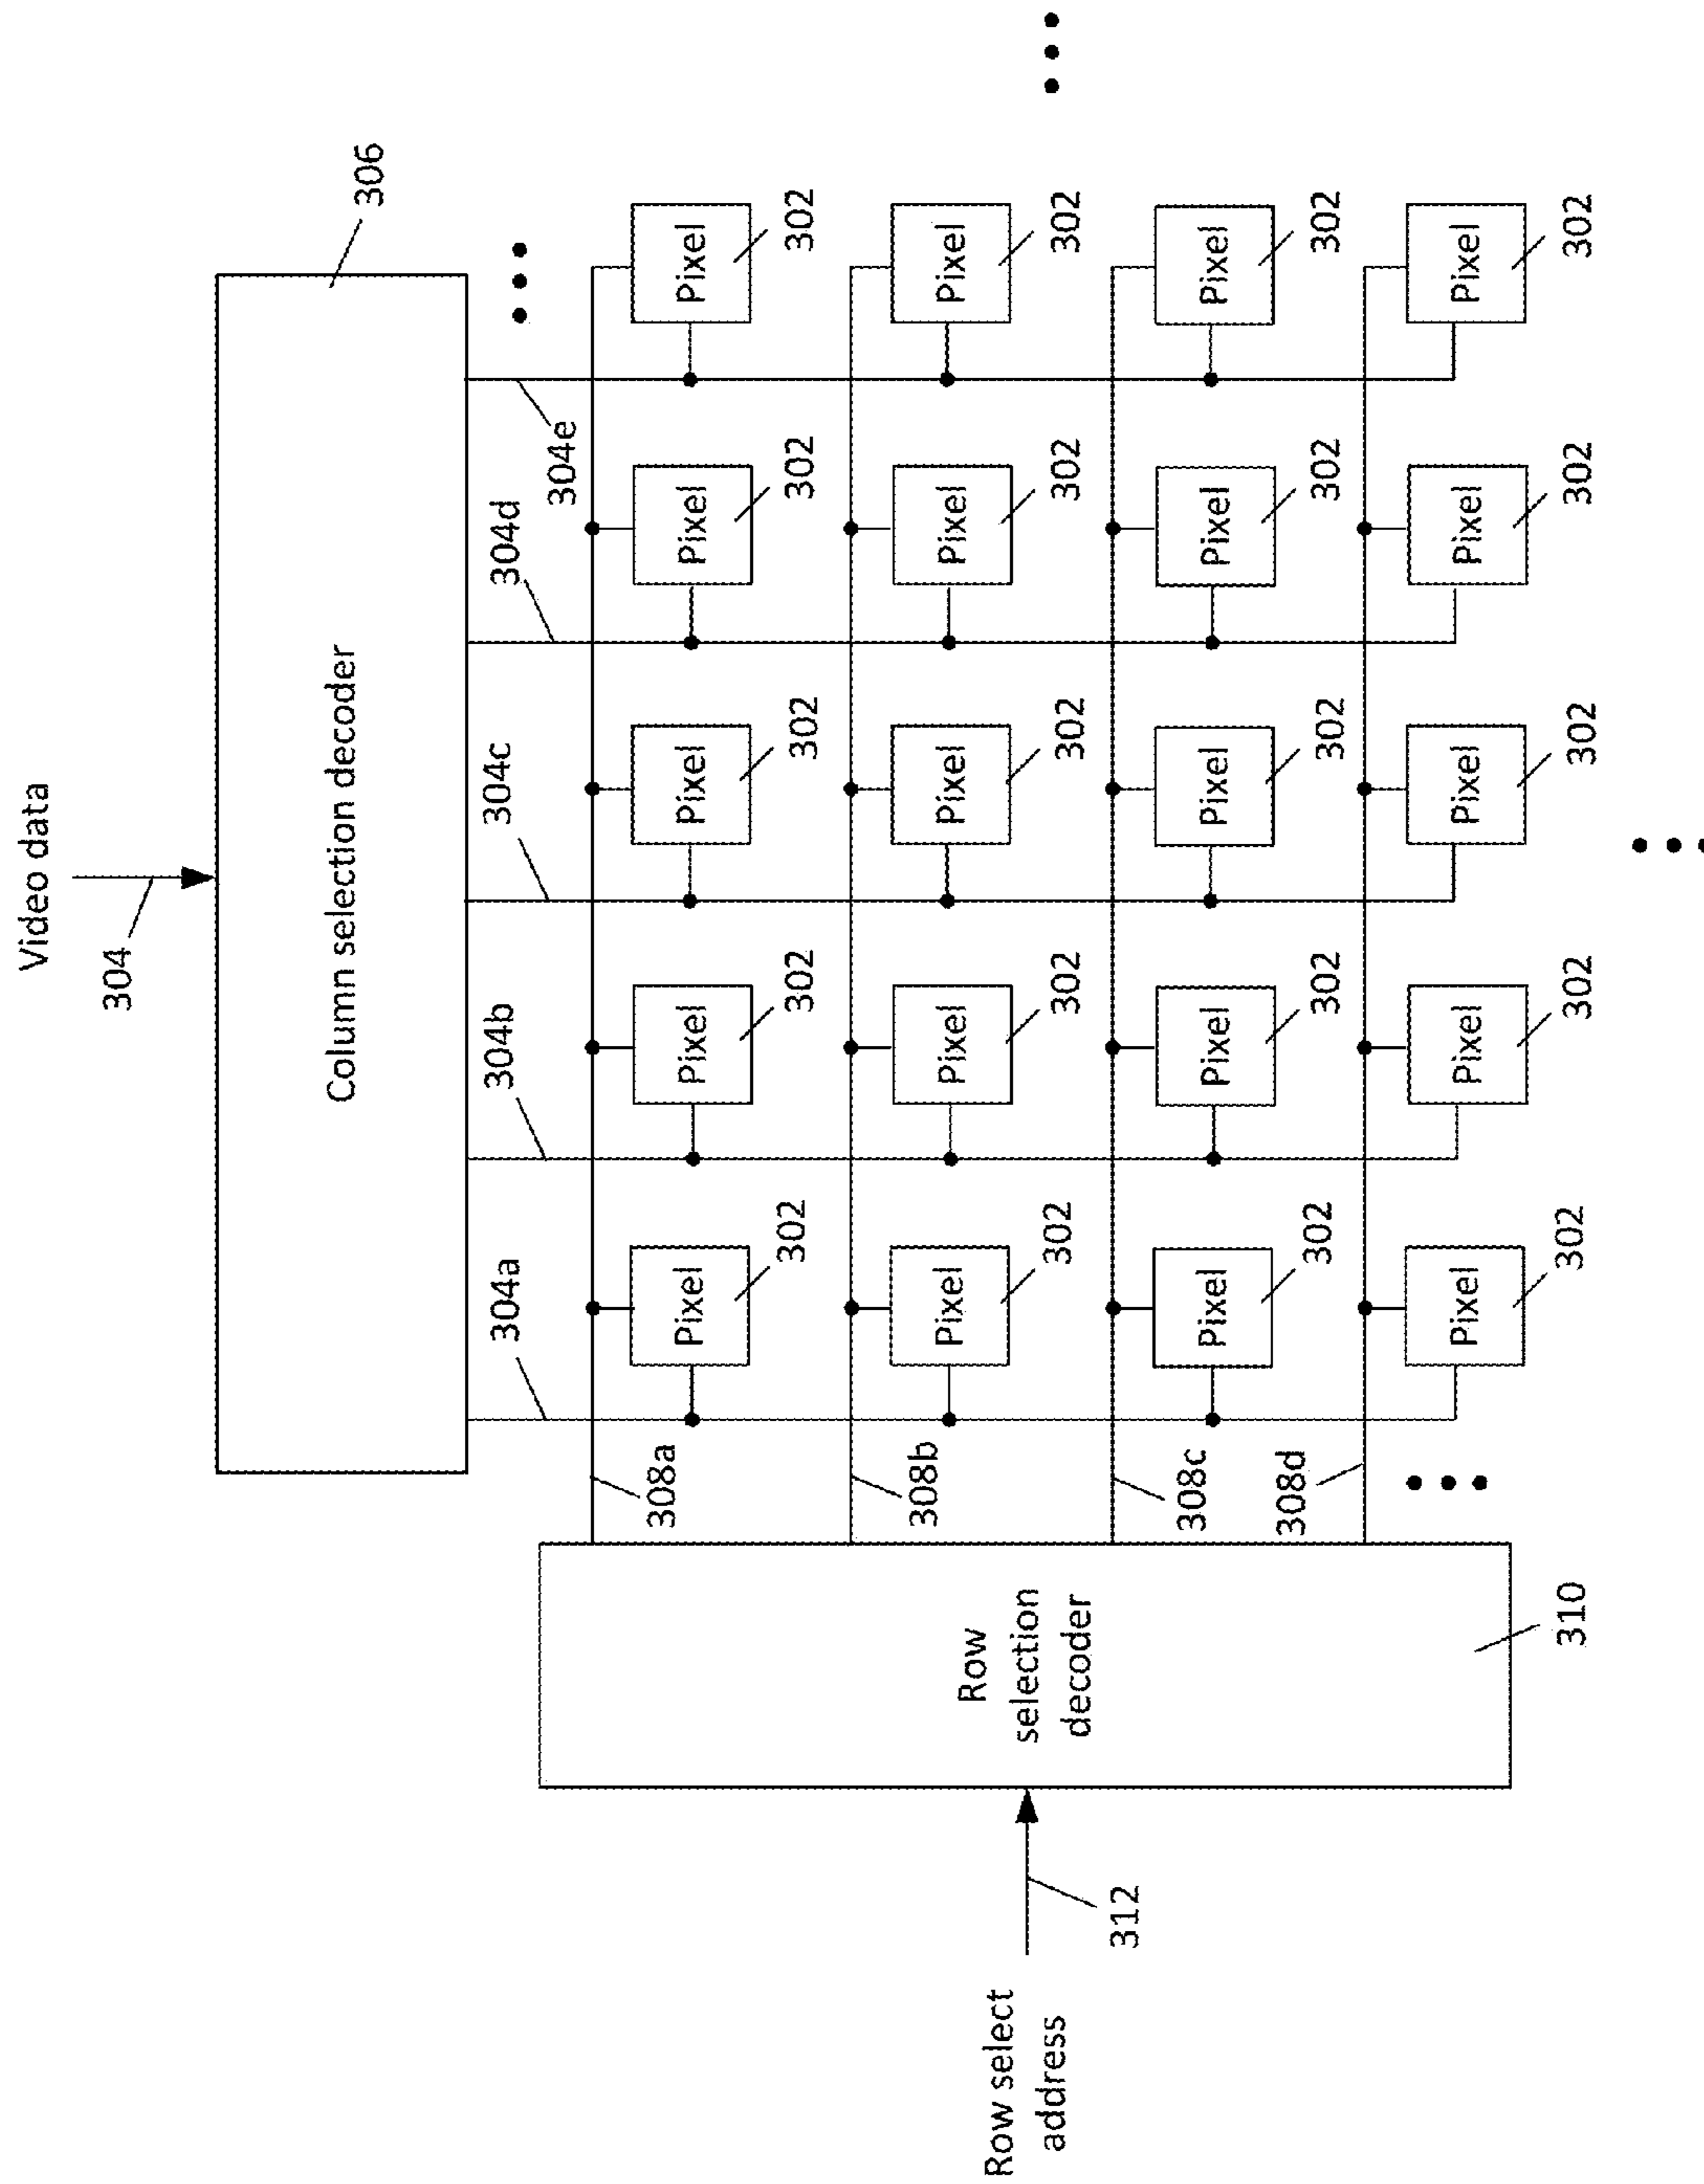 Video data
304
306
Column selection decoder
304a
304b
304c
304d
304e
308a
Pixel
Pixel
Pixel
Pixel
Pixel
302
302
302
302
302
308b
Pixel
Pixel
Pixel
Pixel
Pixel
302
302
302
302
302
308c
Pixel
Pixel
Pixel
Pixel
Pixel
302
302
302
302
302
308d
Pixel
Pixel
Pixel
Pixel
Pixel
302
302
302
302
302
Row
selection
decoder
310
312
Row select
address